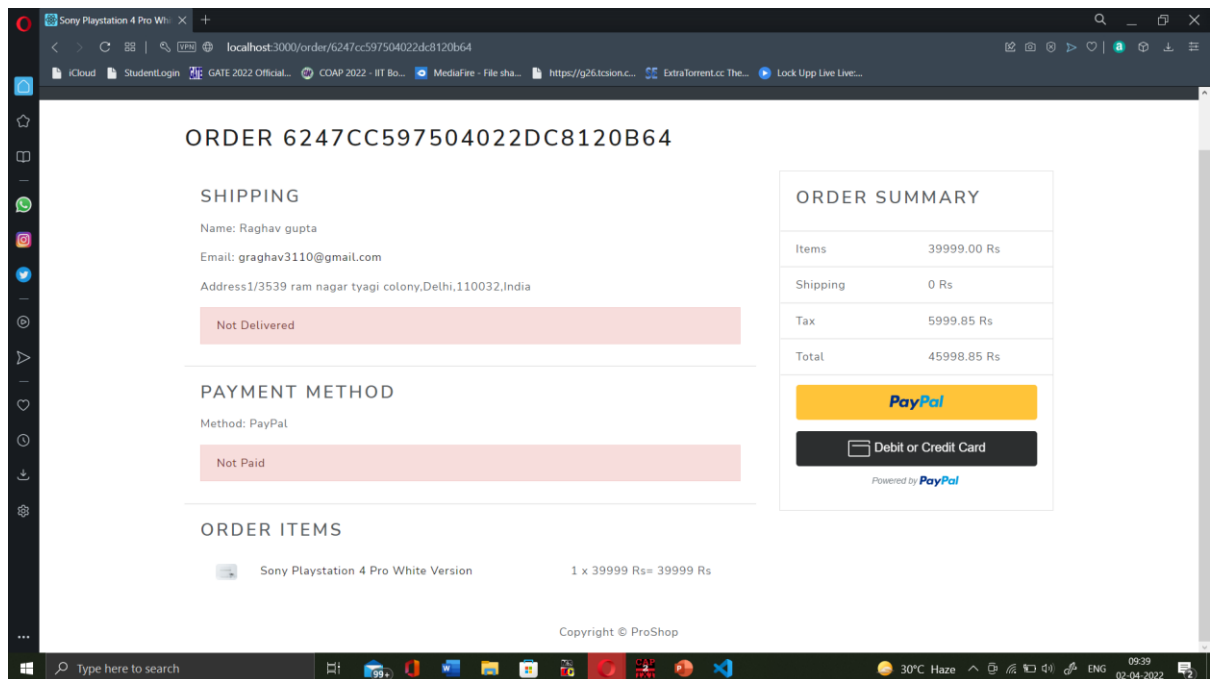 Sony Playstation 4 Pro Whi
VPN localhost:3000/order/6247cc597504022dc8120b64
iCloud StudentLogin GATE 2022 Official... COAP 2022 - IIT Bo... MediaFire - File sha... https://g26.tcsion.c... ExtraTorrent.cc The... Lock Upp Live Live:...
ORDER 6247CC597504022DC8120B64
SHIPPING
Name: Raghav gupta
Email: graghav3110@gmail.com
Address1/3539 ram nagar tyagi colony,Delhi,110032,India
Not Delivered
PAYMENT METHOD
Method: PayPal
Not Paid
ORDER ITEMS
Sony Playstation 4 Pro White Version 1 x 39999 Rs= 39999 Rs
ORDER SUMMARY
Items 39999.00 Rs
Shipping 0 Rs
Tax 5999.85 Rs
Total 45998.85 Rs
PayPal
Debit or Credit Card
Powered by PayPal
Copyright © ProShop
Type here to search
99+
30°C Haze
ENG
09:39
02-04-2022
2